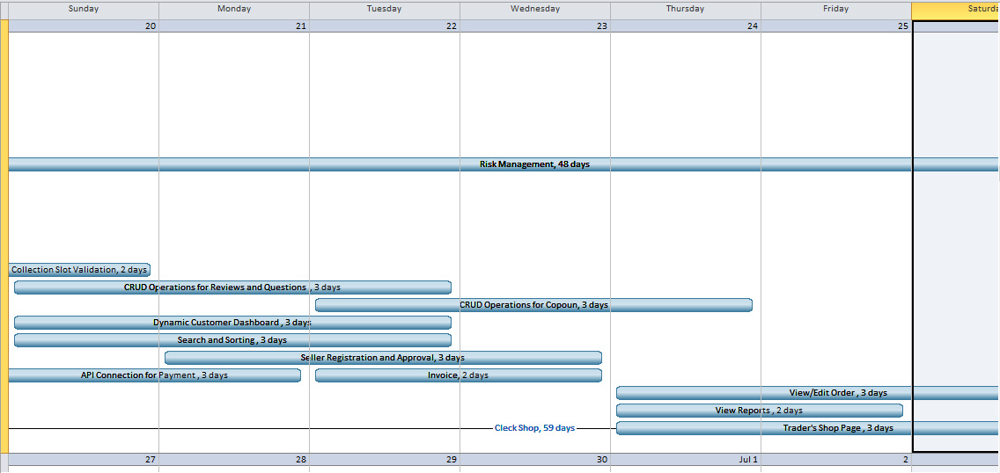 Sunday Monday Tuesday Wednesday Thursday Friday Saturda
20 21 22 23 24 25
Risk Management, 48 days
Collection Slot Validation, 2 days
CRUD Operations for Reviews and Questions , 3 days
CRUD Operations for Copoun, 3 days
Dynamic Customer Dashboard , 3 days
Search and Sorting , 3 days
Seller Registration and Approval, 3 days
API Connection for Payment , 3 days Invoice, 2 days
View/Edit Order , 3 days
View Reports , 2 days
Cleck Shop, 59 days Trader's Shop Page , 3 days
27 28 29 30 Jul 1 2